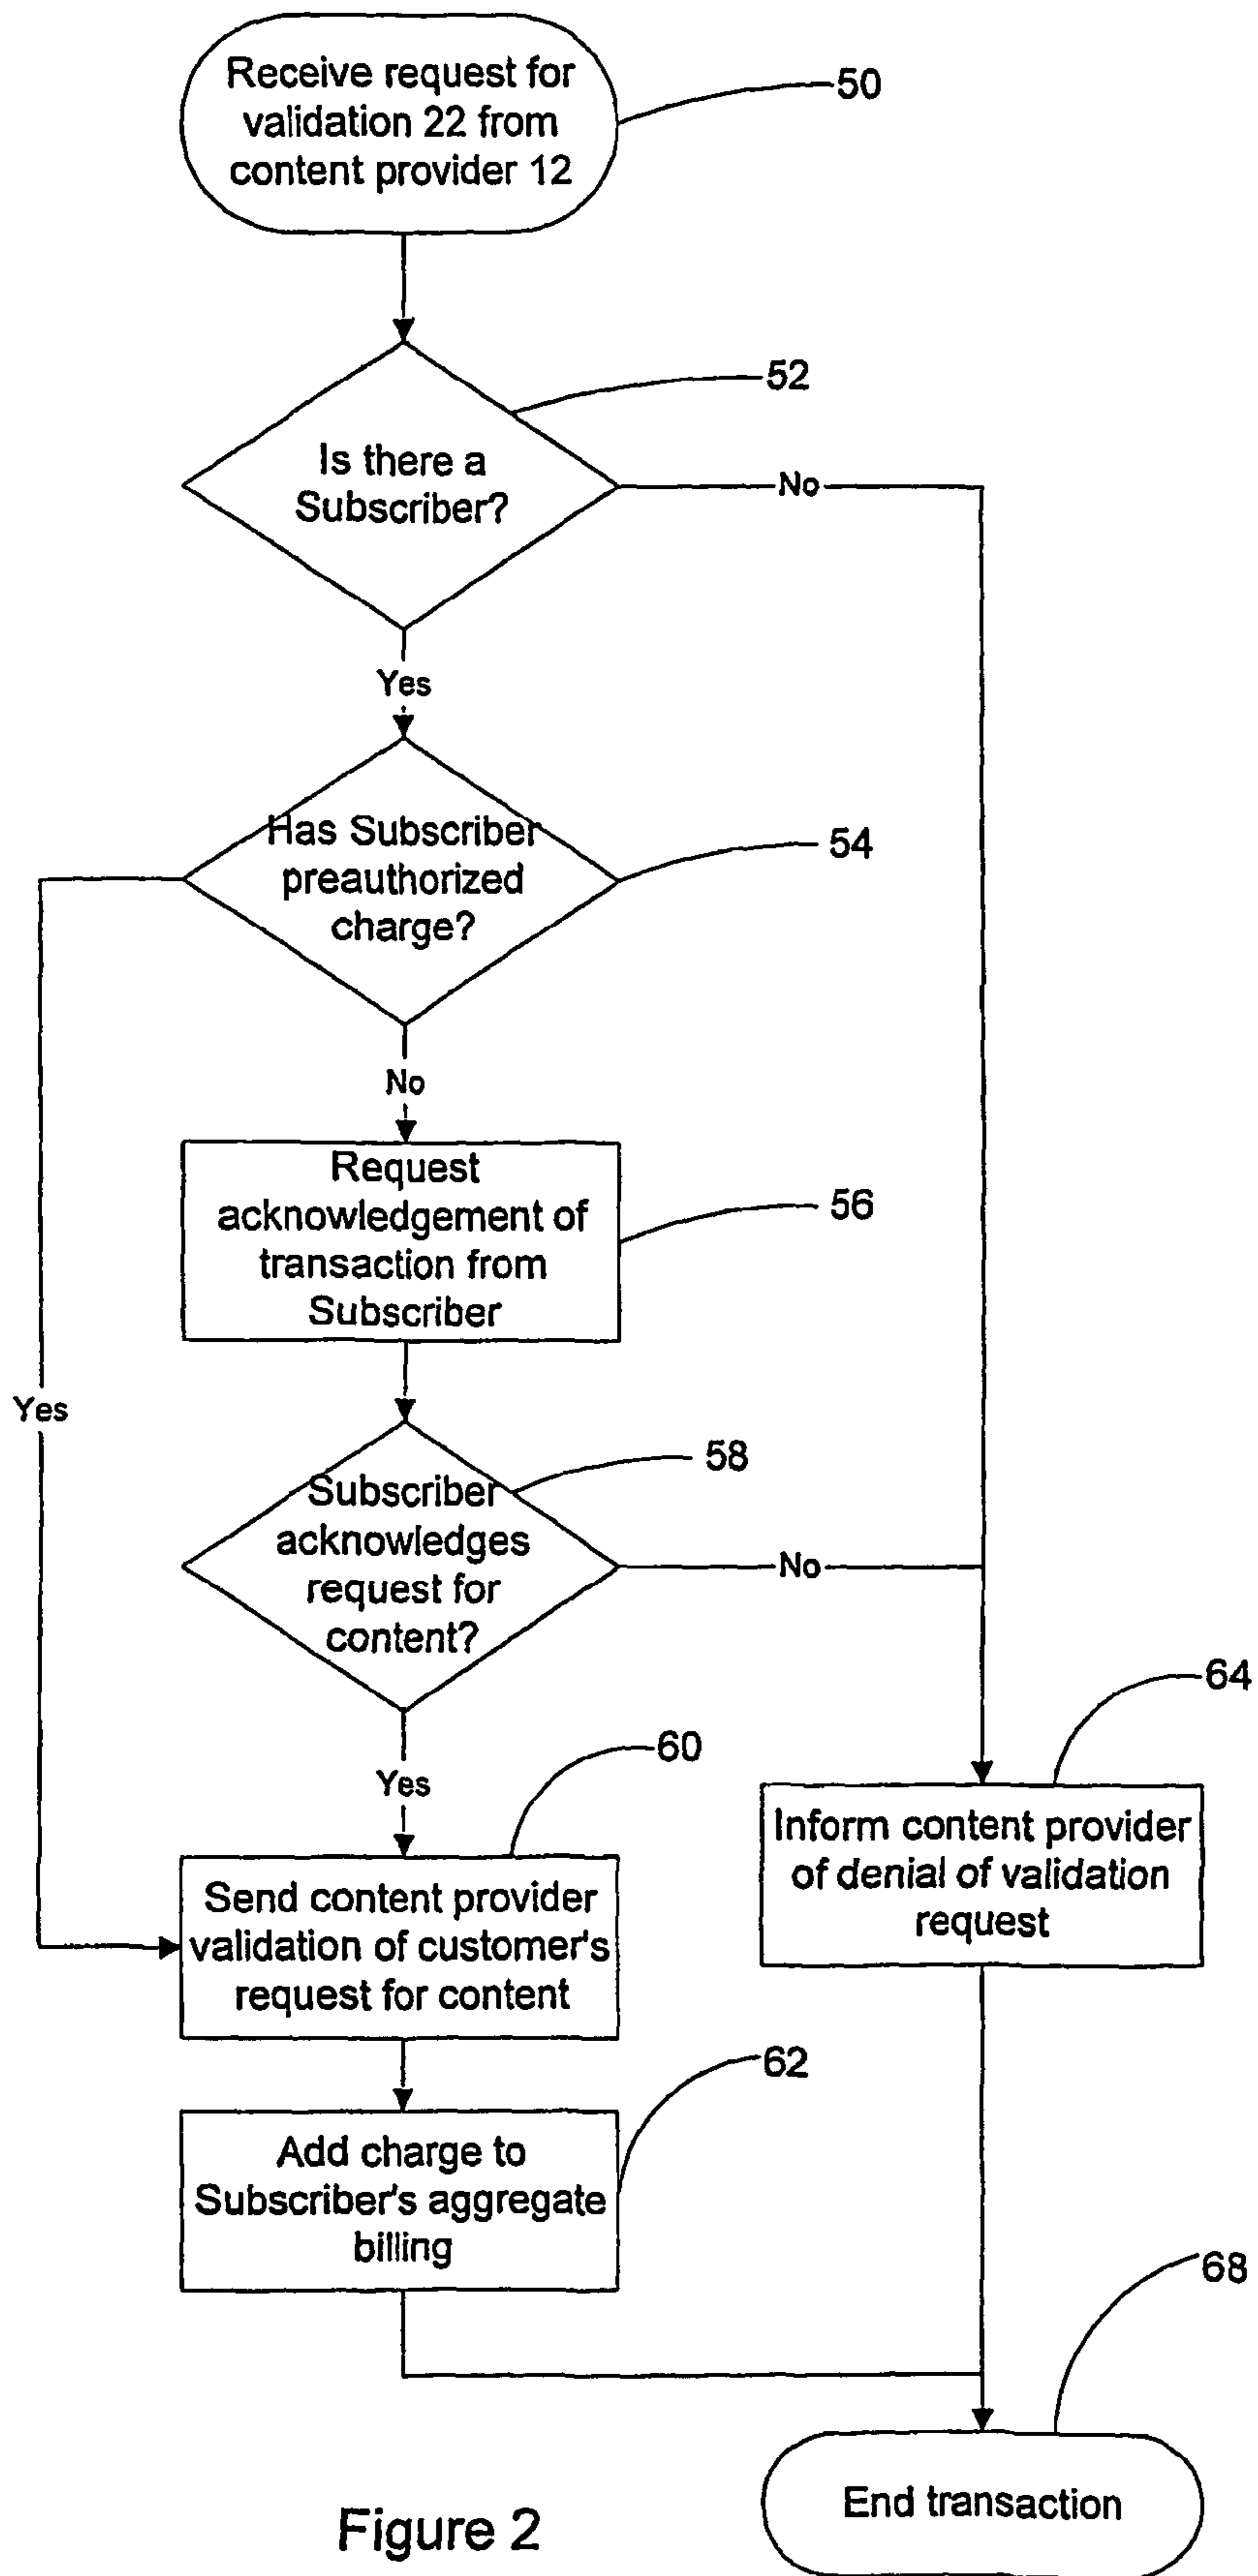 Receive request for
validation 22 from
content provider 12
50
52
Is there a
Subscriber?
No
Yes
Has Subscriber
preauthorized
charge?
54
No
Request
acknowledgement of
transaction from
Subscriber
56
Yes
58
Subscriber
acknowledges
request for
content?
No
64
60
Yes
Inform content provider
of denial of validation
request
Send content provider
validation of customer's
request for content
62
Add charge to
Subscriber's aggregate
billing
68
End transaction
Figure 2